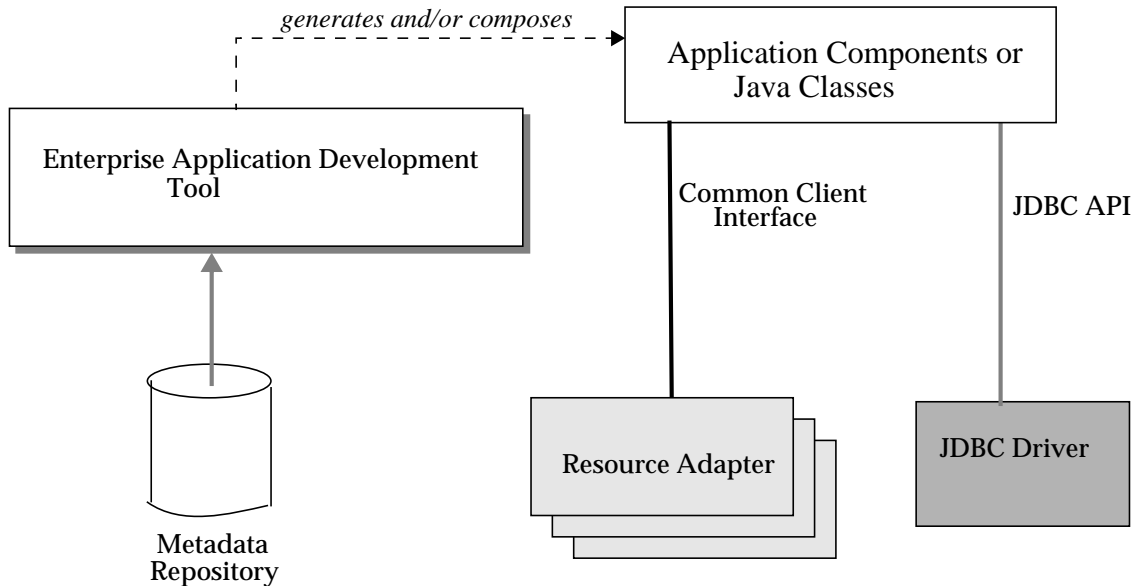 generates and/or composes
Application Components or
Java Classes
Enterprise Application Development
Tool
Common Client
Interface
JDBC API
Resource Adapter
JDBC Driver
Metadata
Repository